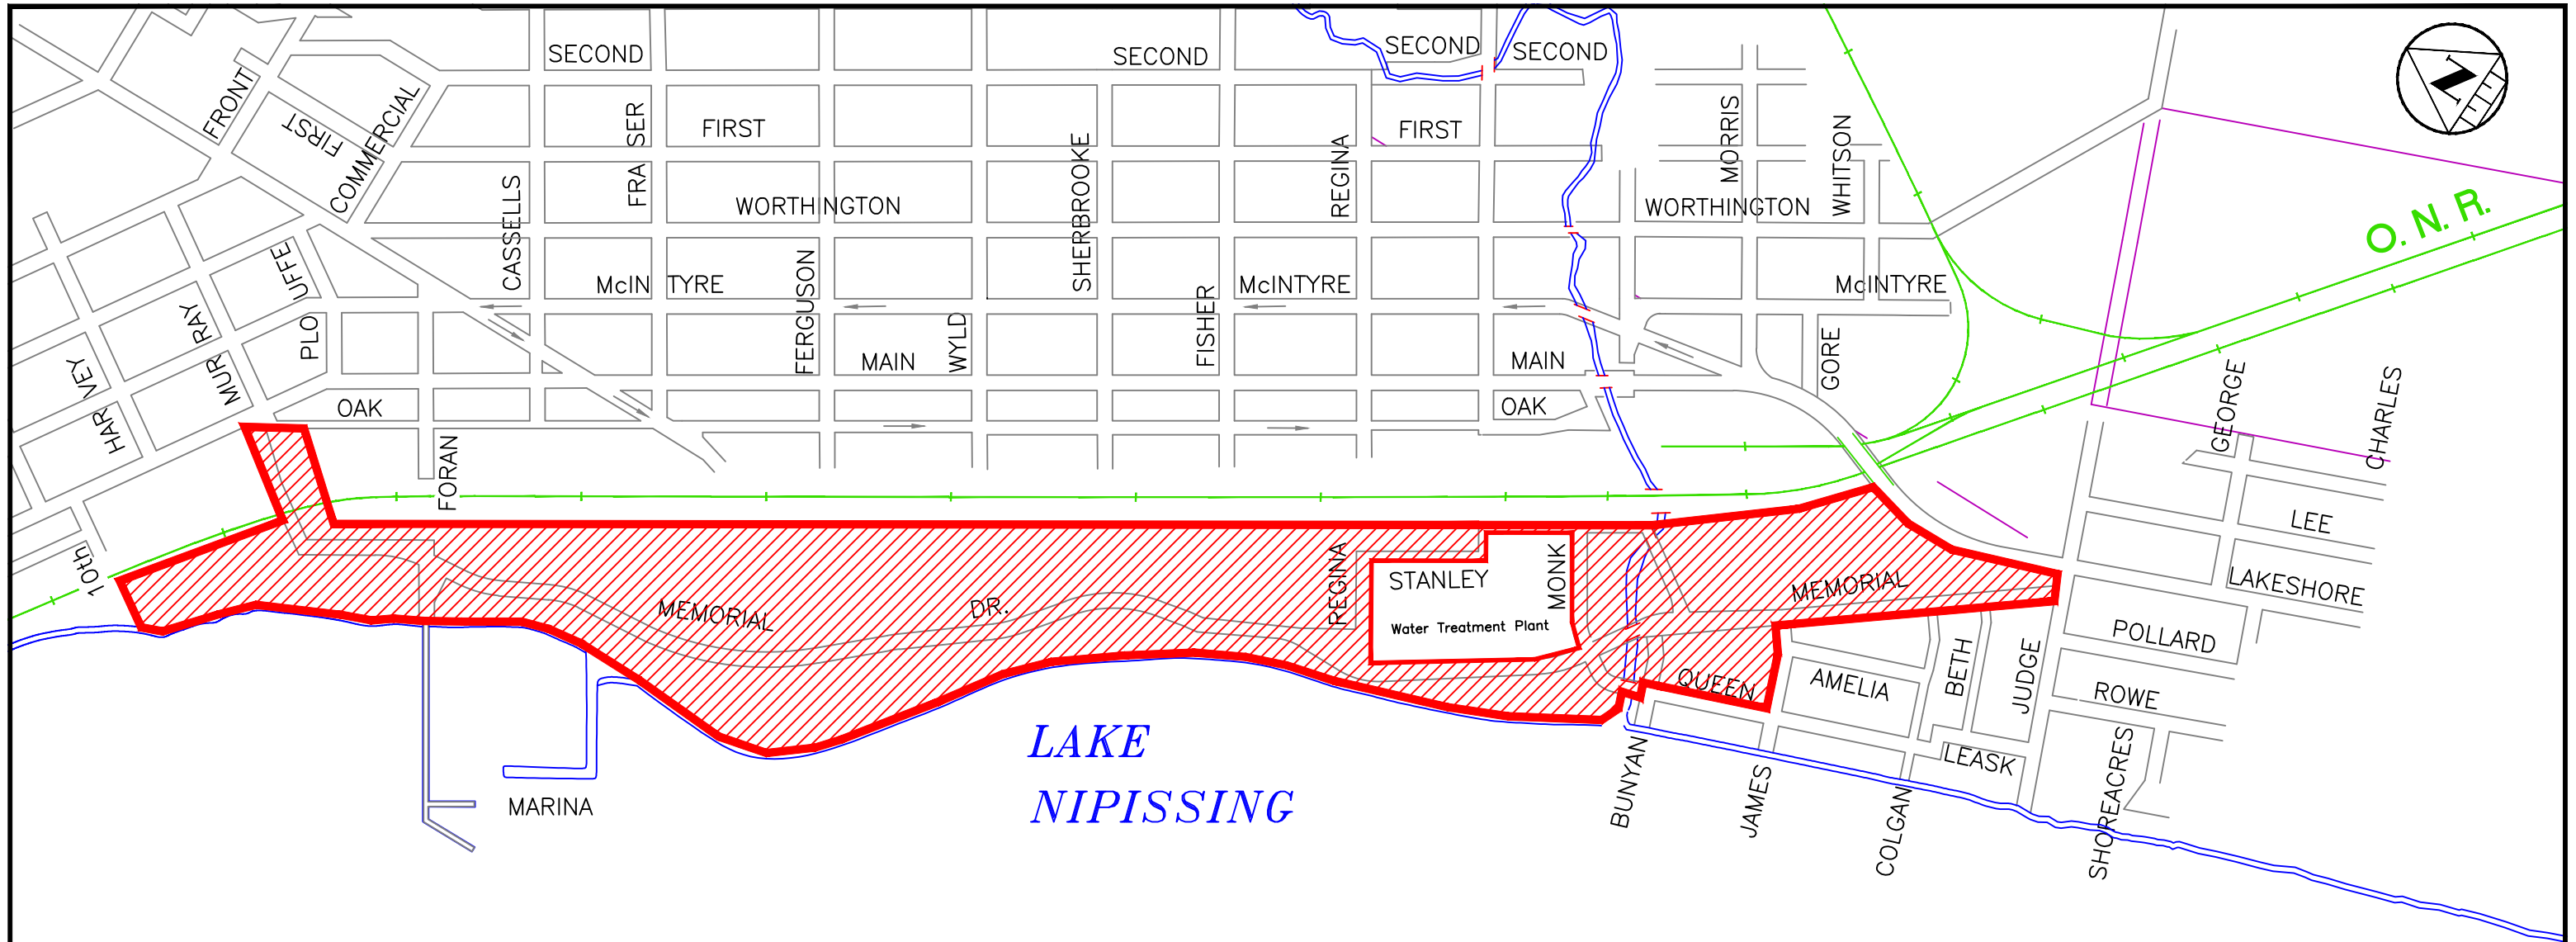 SECOND
SECOND
SECOND
SECOND
FRONT
FIRST
COMMERCIAL
FRA SER
FIRST
FIRST
MORRIS
WHITSON
N
CASSELLS
WORTHINGTON
SHERBROOKE
REGINA
WORTHINGTON
O. N. R.
PLO UFFE
McIN TYRE
FERGUSON
McINTYRE
McINTYRE
HAR VEY
MUR RAY
MAIN
WYLD
FISHER
MAIN
GORE
GEORGE
CHARLES
OAK
OAK
FORAN
10th
REGINA
STANLEY
MONK
Water Treatment Plant
MEMORIAL
DR.
MEMORIAL
LEE
LAKESHORE
POLLARD
QUEEN
AMELIA
BETH
JUDGE
ROWE
LAKE
NIPISSING
MARINA
BUNYAN
JAMES
COLGAN
LEASK
SHOREACRES